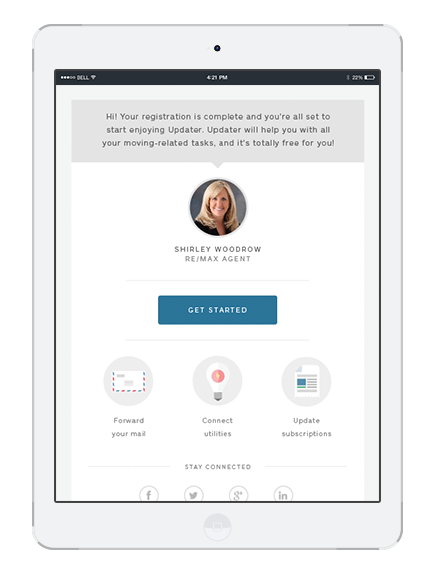 BELL
4:21 PM
22%
Hi! Your registration is complete and you're all set to
start enjoying Updater. Updater will help you with all
your moving-related tasks, and it's totally free for you!
SHIRLEY WOODROW
RE/MAX AGENT
GET STARTED
Forward
your mail
Connect
utilities
Update
subscriptions
STAY CONNECTED
f
g+
in